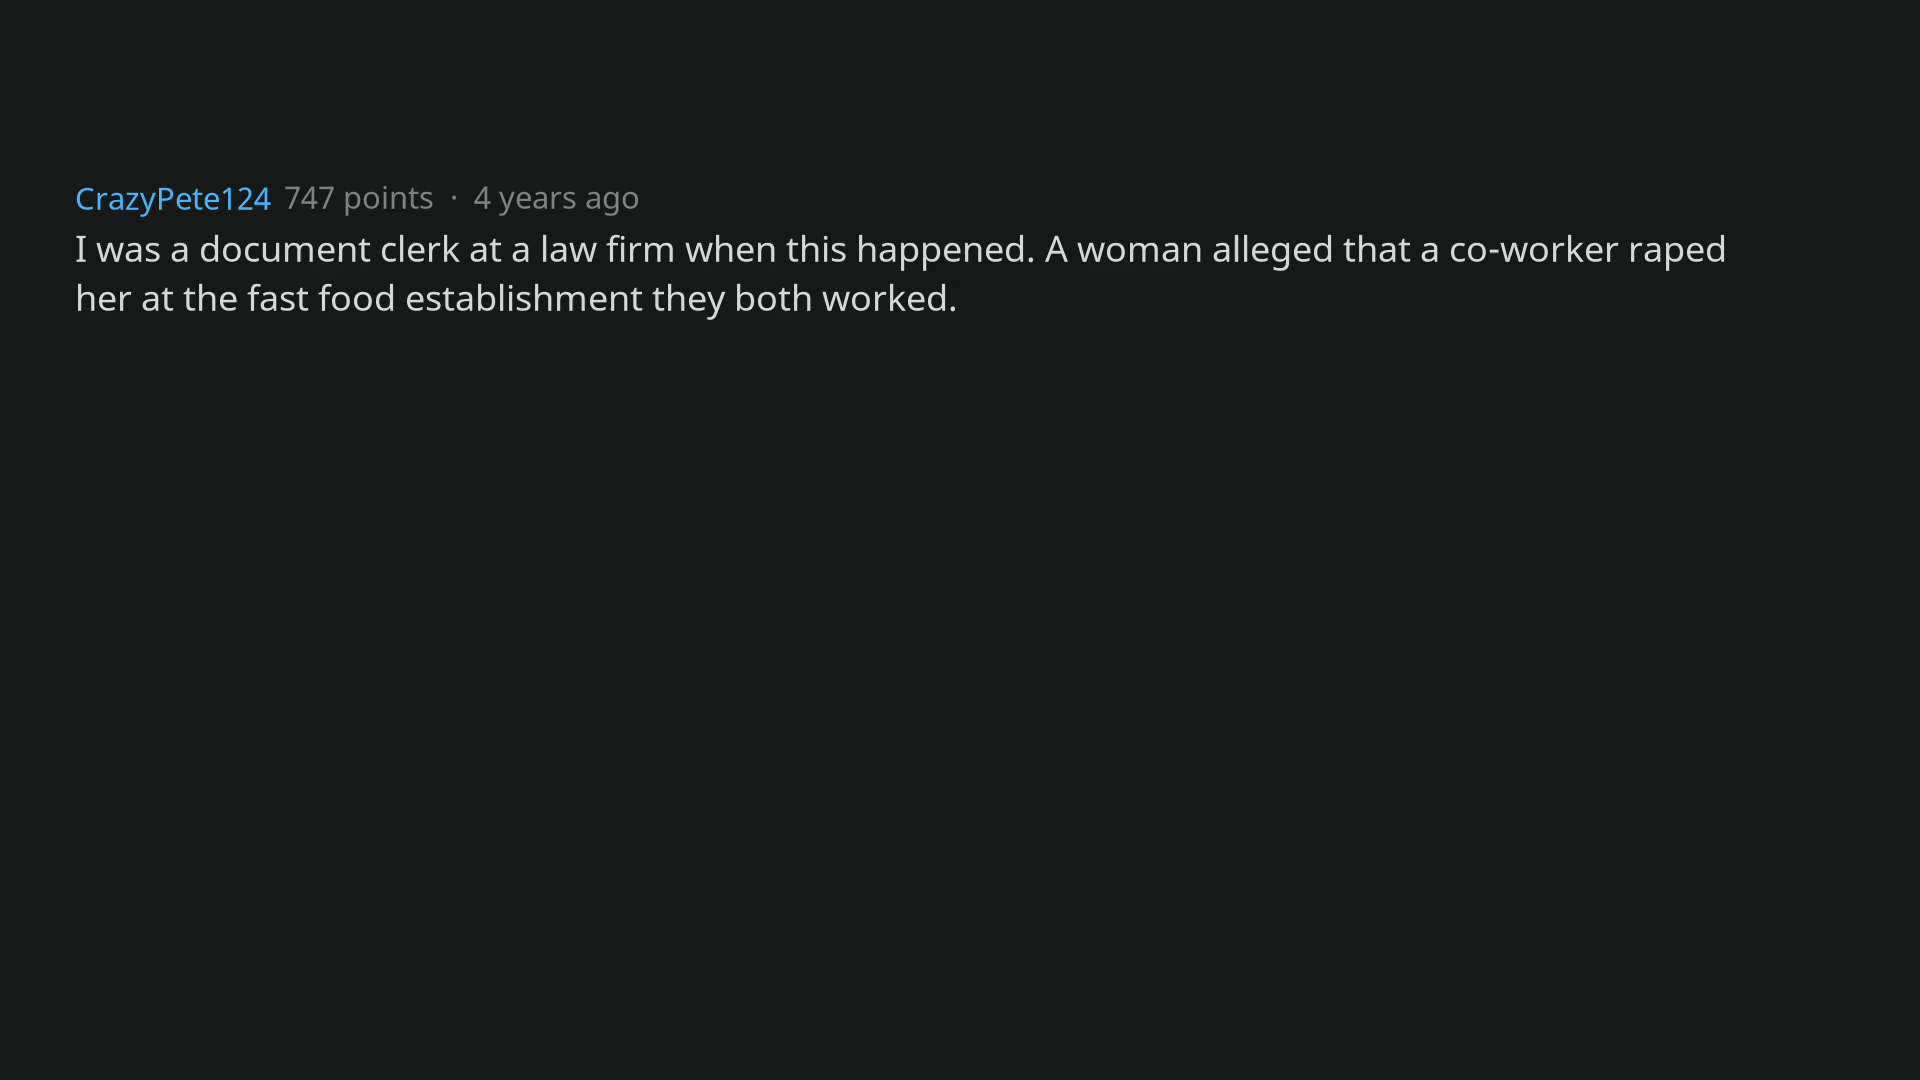 CrazyPete124 747 points · 4 years ago
I was a document clerk at a law firm when this happened. A woman alleged that a co-worker raped
her at the fast food establishment they both worked.